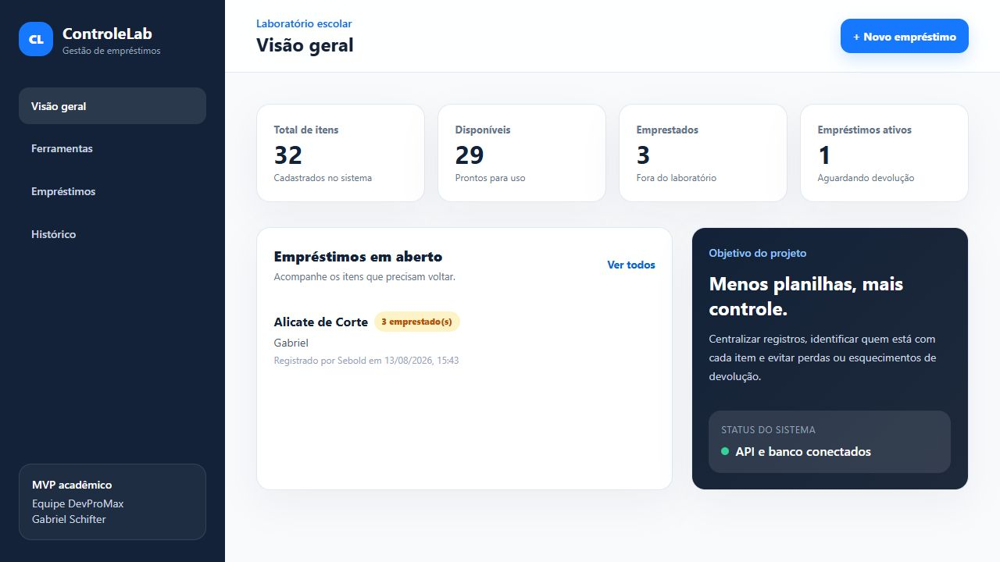 CL
ControleLab
Gestão de empréstimos
Visão geral
Ferramentas
Empréstimos
Histórico
MVP acadêmico
Equipe DevProMax
Gabriel Schifter
Laboratório escolar
Visão geral
+ Novo empréstimo
Total de itens
32
Cadastrados no sistema
Disponíveis
29
Prontos para uso
Emprestados
3
Fora do laboratório
Empréstimos ativos
1
Aguardando devolução
Empréstimos em aberto
Acompanhe os itens que precisam voltar.
Ver todos
Alicate de Corte 3 emprestado(s)
Gabriel
Registrado por Sebold em 13/08/2026, 15:43
Objetivo do projeto
Menos planilhas, mais
controle.
Centralizar registros, identificar quem está com
cada item e evitar perdas ou esquecimentos de
devolução.
STATUS DO SISTEMA
API e banco conectados